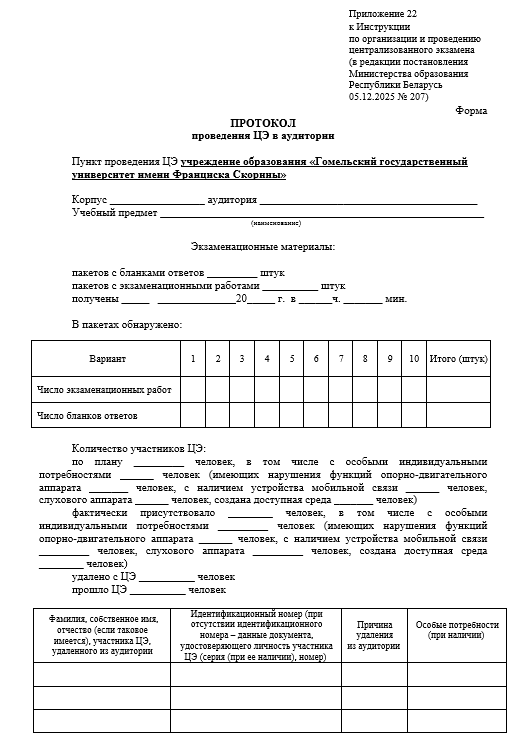 Приложение 22
к Инструкции
по организации и проведению
централизованного экзамена
(в редакции постановления
Министерства образования
Республики Беларусь
05.12.2025 № 207)
Форма
ПРОТОКОЛ
проведения ЦЭ в аудитории
Пункт проведения ЦЭ учреждение образования «Гомельский государственный
университет имени Франциска Скорины»
Корпус __________________ аудитория __________________________________________
Учебный предмет ______________________________________________________________
(наименование)
Экзаменационные материалы:
пакетов с бланками ответов _________ штук
пакетов с экзаменационными работами __________ штук
получены _____ ______________20_____ г. в ______ч. _______ мин.
В пакетах обнаружено:
Вариант 1 2 3 4 5 6 7 8 9 10 Итого (штук)
Число экзаменационных работ
Число бланков ответов
Количество участников ЦЭ:
по плану _________ человек, в том числе с особыми индивидуальными
потребностями ______ человек (имеющих нарушения функций опорно-двигательного
аппарата _______ человек, с наличием устройства мобильной связи _______ человек,
слухового аппарата ______ человек, создана доступная среда _______ человек)
фактически присутствовало ________ человек, в том числе с особыми
индивидуальными потребностями _________ человек (имеющих нарушения функций
опорно-двигательного аппарата ______ человек, с наличием устройства мобильной связи
_________ человек, слухового аппарата _________ человек, создана доступная среда
________ человек)
удалено с ЦЭ __________ человек
прошло ЦЭ __________ человек
Фамилия, собственное имя,
отчество (если таковое
имеется), участника ЦЭ,
удаленного из аудитории
Идентификационный номер (при
отсутствии идентификационного
номера – данные документа,
удостоверяющего личность участника
ЦЭ (серия (при ее наличии), номер)
Причина
удаления
из аудитории
Особые потребности
(при наличии)